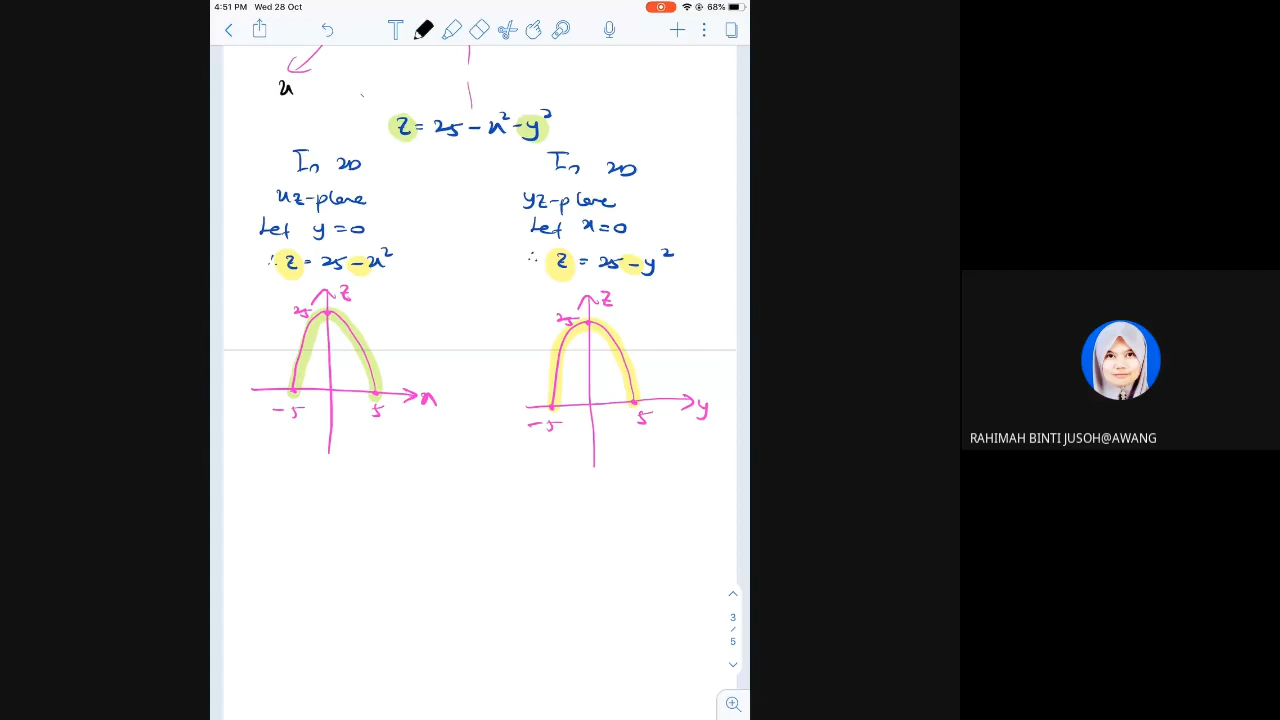 4:51 PM Wed 28 Oct 68%
T
x
z = 25 - x² - y²
In 2D
xz-plane
Let y = 0
∴ z = 25 - x²
z
25
-5 5 x
In 2D
yz-plane
Let x = 0
∴ z = 25 - y²
z
25
-5 5 y
3
/
5
RAHIMAH BINTI JUSOH@AWANG